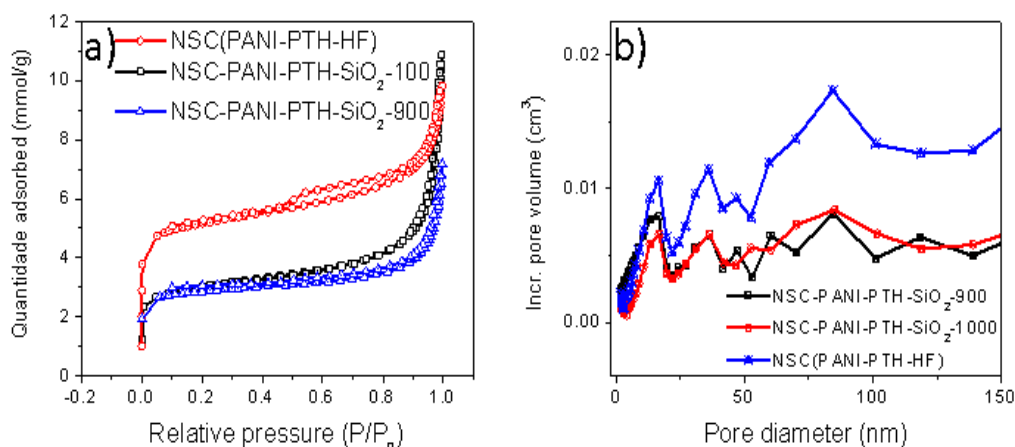 a)
NSC(PANI-PTH-HF)
NSC-PANI-PTH-SiO₂-100
NSC-PANI-PTH-SiO₂-900
Quantidade adsorbed (mmol/g)
12
10
8
6
4
2
0
-0.2 0.0 0.2 0.4 0.6 0.8 1.0
Relative pressure (P/P₀)
b)
Incr. pore volume (cm³)
0.02
0.01
0.00
NSC-PANI-PTH-SiO₂-900
NSC-PANI-PTH-SiO₂-1000
NSC(PANI-PTH-HF)
0 50 100 150
Pore diameter (nm)